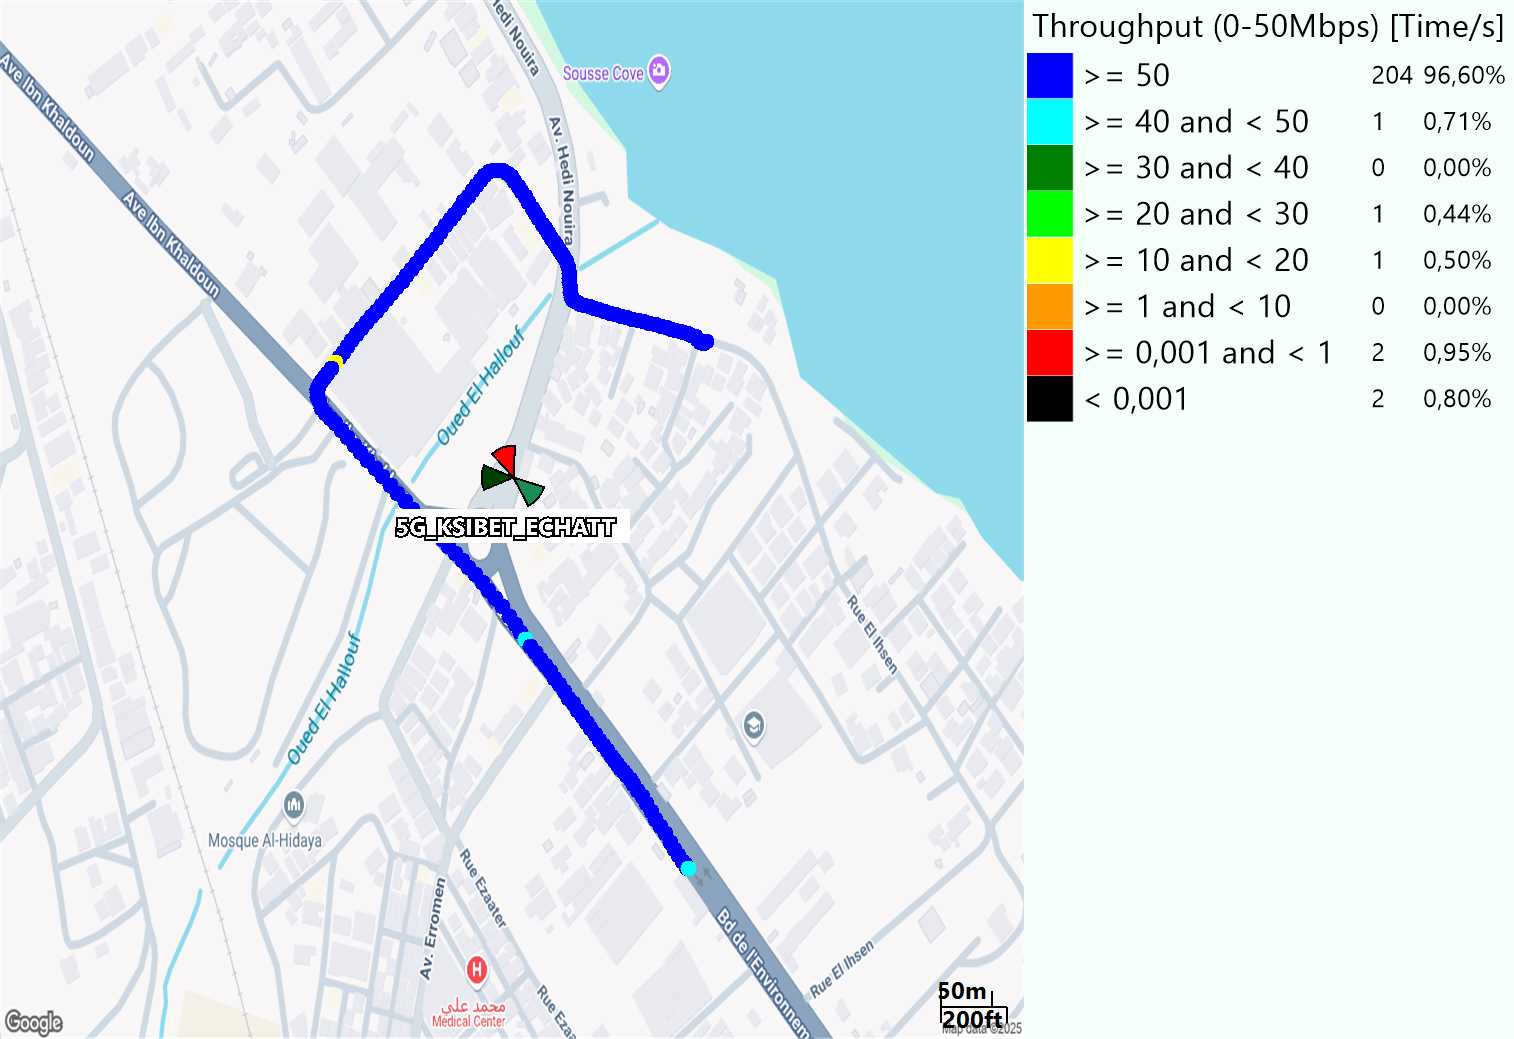 Throughput (0-50Mbps) [Time/s]
>= 50 204 96,60%
>= 40 and < 50 1 0,71%
>= 30 and < 40 0 0,00%
>= 20 and < 30 1 0,44%
>= 10 and < 20 1 0,50%
>= 1 and < 10 0 0,00%
>= 0,001 and < 1 2 0,95%
< 0,001 2 0,80%
Hedi Nouira
Sousse Cove
Ave Ibn Khaldoun
Av. Hedi Nouira
Ave Ibn Khaldoun
Oued El Hallouf
5G_KSIBET_ECHATT
Rue El Ihsen
Oued El Hallouf
Mosque Al-Hidaya
Rue Ezaater
Av. Erromen
Bd de l'Environnem
Rue El Ihsen
H
محمد علي
Medical Center
Rue Ezaa
50m
200ft
Google
Map data ©2025